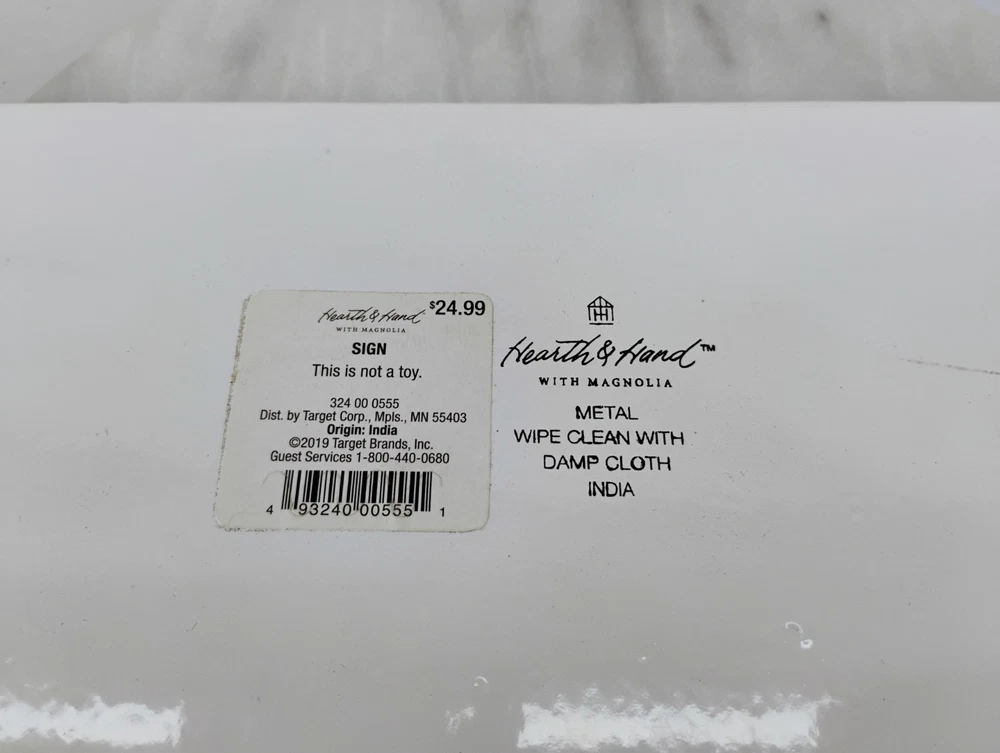 Hearth & Hand
$24.99
WITH MAGNOLIA
SIGN
This is not a toy.
324 00 0555
Dist. by Target Corp., Mpls., MN 55403
Origin: India
©2019 Target Brands, Inc.
Guest Services 1-800-440-0680
4 93240 00555 1
Hearth & Hand™
WITH MAGNOLIA
METAL
WIPE CLEAN WITH
DAMP CLOTH
INDIA